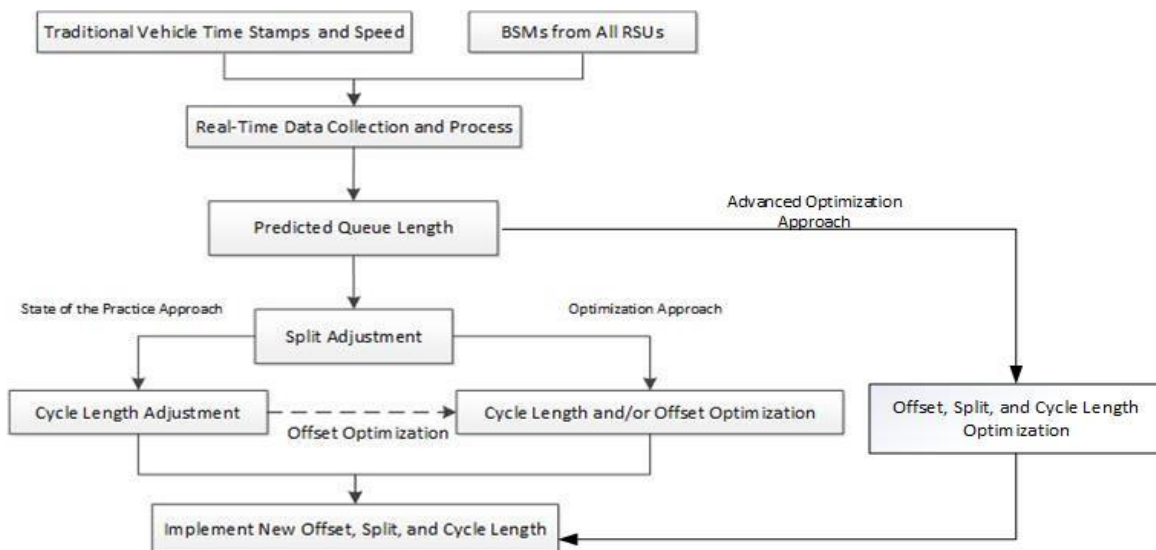 Traditional Vehicle Time Stamps and Speed
BSMs from All RSUs
Real-Time Data Collection and Process
Predicted Queue Length
Advanced Optimization
Approach
State of the Practice Approach
Optimization Approach
Split Adjustment
Cycle Length Adjustment
Offset Optimization
Cycle Length and/or Offset Optimization
Offset, Split, and Cycle Length
Optimization
Implement New Offset, Split, and Cycle Length